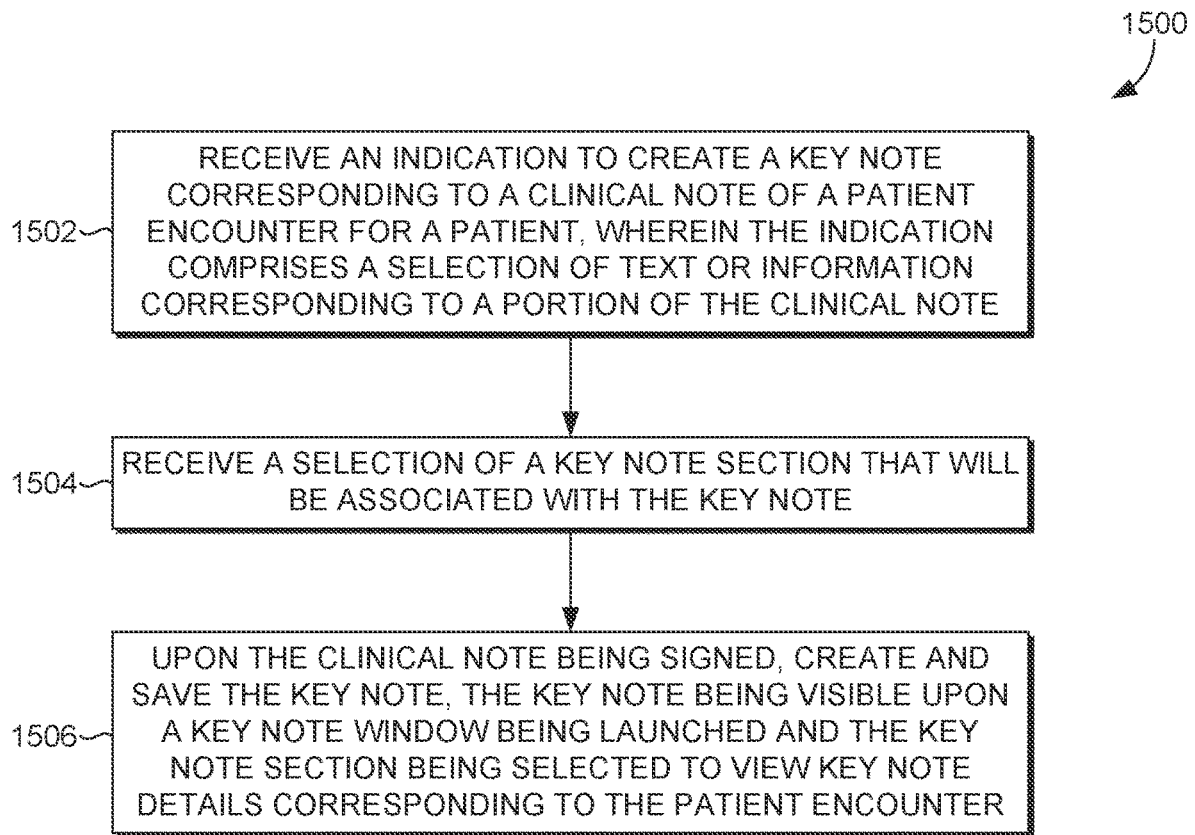 1500
RECEIVE AN INDICATION TO CREATE A KEY NOTE
CORRESPONDING TO A CLINICAL NOTE OF A PATIENT
ENCOUNTER FOR A PATIENT, WHEREIN THE INDICATION
COMPRISES A SELECTION OF TEXT OR INFORMATION
CORRESPONDING TO A PORTION OF THE CLINICAL NOTE
1502
RECEIVE A SELECTION OF A KEY NOTE SECTION THAT WILL
BE ASSOCIATED WITH THE KEY NOTE
1504
UPON THE CLINICAL NOTE BEING SIGNED, CREATE AND
SAVE THE KEY NOTE, THE KEY NOTE BEING VISIBLE UPON
A KEY NOTE WINDOW BEING LAUNCHED AND THE KEY
NOTE SECTION BEING SELECTED TO VIEW KEY NOTE
DETAILS CORRESPONDING TO THE PATIENT ENCOUNTER
1506